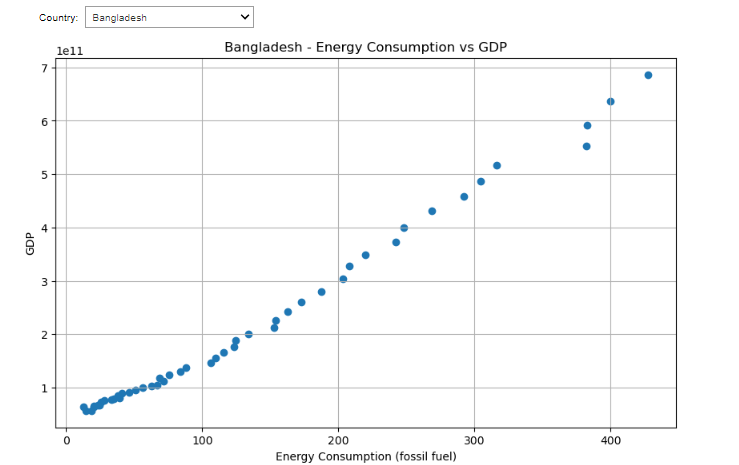 Country: Bangladesh
Bangladesh - Energy Consumption vs GDP
1e11
7
6
5
4
3
2
1
GDP
0 100 200 300 400
Energy Consumption (fossil fuel)